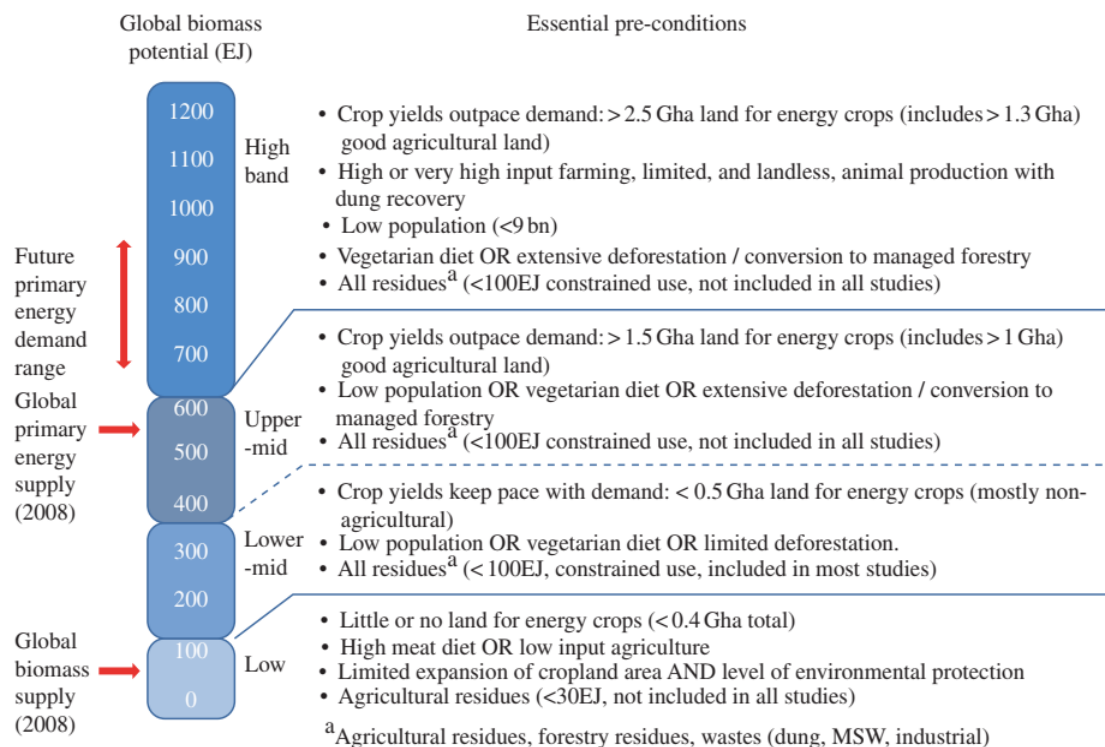 Global biomass
potential (EJ)
Essential pre-conditions
1200
1100
1000
900
800
700
600
500
400
300
200
100
0
High
band
Upper
-mid
Lower
-mid
Low
Future
primary
energy
demand
range
Global
primary
energy
supply
(2008)
Global
biomass
supply
(2008)
• Crop yields outpace demand: > 2.5 Gha land for energy crops (includes > 1.3 Gha)
good agricultural land)
• High or very high input farming, limited, and landless, animal production with
dung recovery
• Low population (<9 bn)
• Vegetarian diet OR extensive deforestation / conversion to managed forestry
• All residues^a (<100EJ constrained use, not included in all studies)
• Crop yields outpace demand: > 1.5 Gha land for energy crops (includes > 1 Gha)
good agricultural land)
• Low population OR vegetarian diet OR extensive deforestation / conversion to
managed forestry
• All residues^a (<100EJ constrained use, not included in all studies)
• Crop yields keep pace with demand: < 0.5 Gha land for energy crops (mostly non-
agricultural)
• Low population OR vegetarian diet OR limited deforestation.
• All residues^a (< 100EJ, constrained use, included in most studies)
• Little or no land for energy crops (< 0.4 Gha total)
• High meat diet OR low input agriculture
• Limited expansion of cropland area AND level of environmental protection
• Agricultural residues (<30EJ, not included in all studies)
^aAgricultural residues, forestry residues, wastes (dung, MSW, industrial)